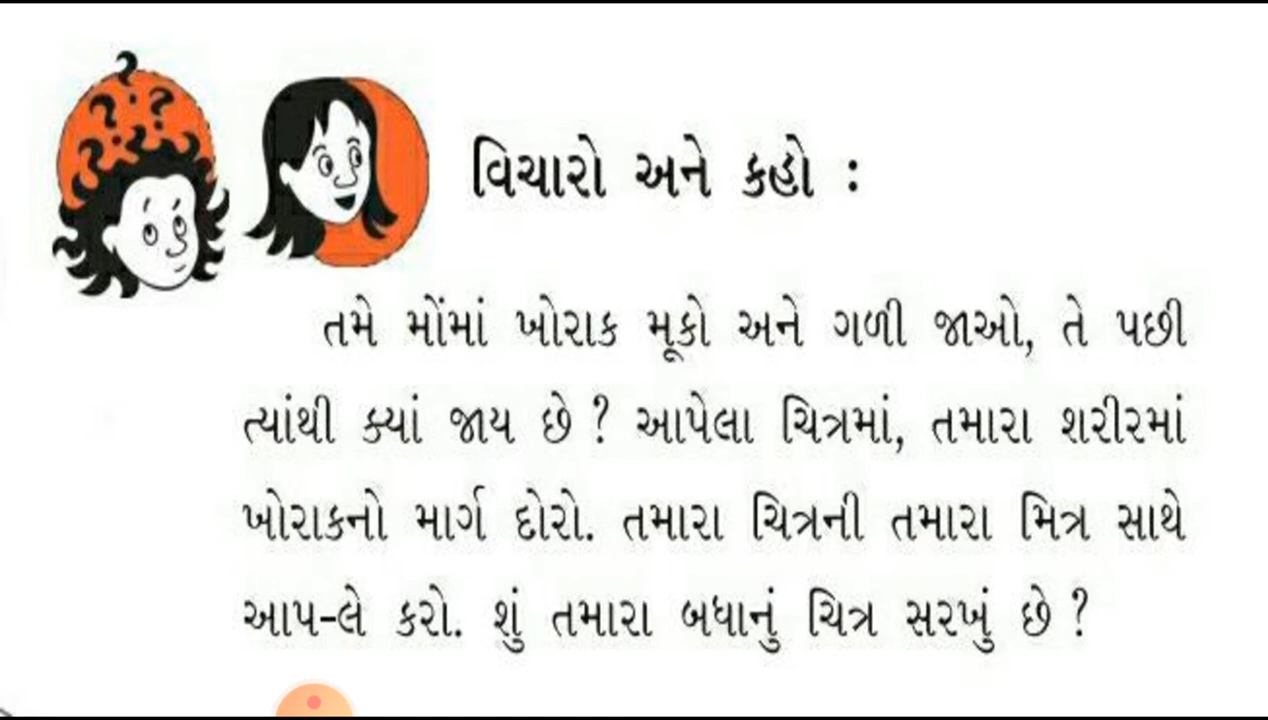 વિચારો અને કહો :
તમે મોંમાં ખોરાક મૂકો અને ગળી જાઓ, તે પછી
ત્યાંથી ક્યાં જાય છે ? આપેલા ચિત્રમાં, તમારા શરીરમાં
ખોરાકનો માર્ગ દોરો. તમારા ચિત્રની તમારા મિત્ર સાથે
આપ-લે કરો. શું તમારા બધાનું ચિત્ર સરખું છે ?